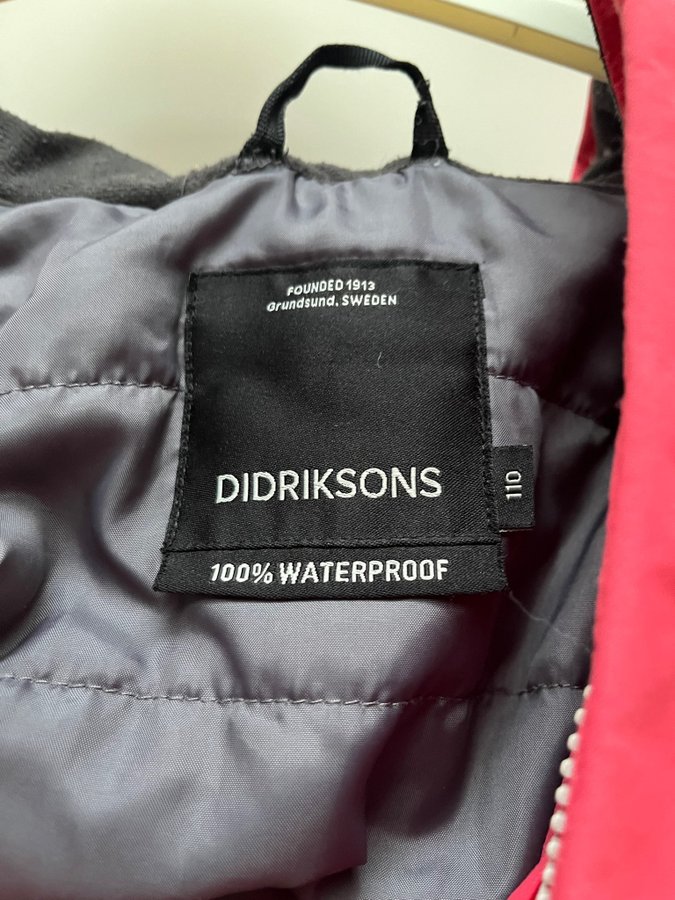 FOUNDED 1913
Grundsund, SWEDEN
DIDRIKSONS
110
100% WATERPROOF